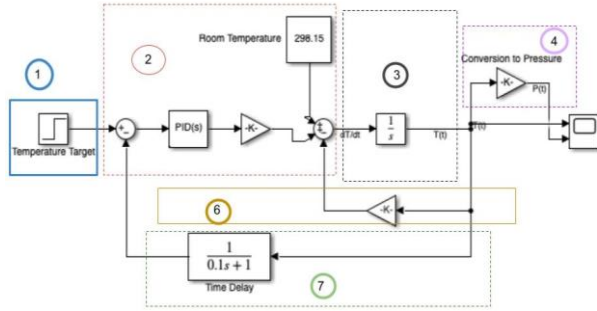 1
2
3
4
Room Temperature
298.15
Conversion to Pressure
-K-
P(t)
Temperature Target
PID(s)
-K-
dT/dt
1
s
T(t)
T(t)
6
-K-
1
0.1s + 1
Time Delay
7